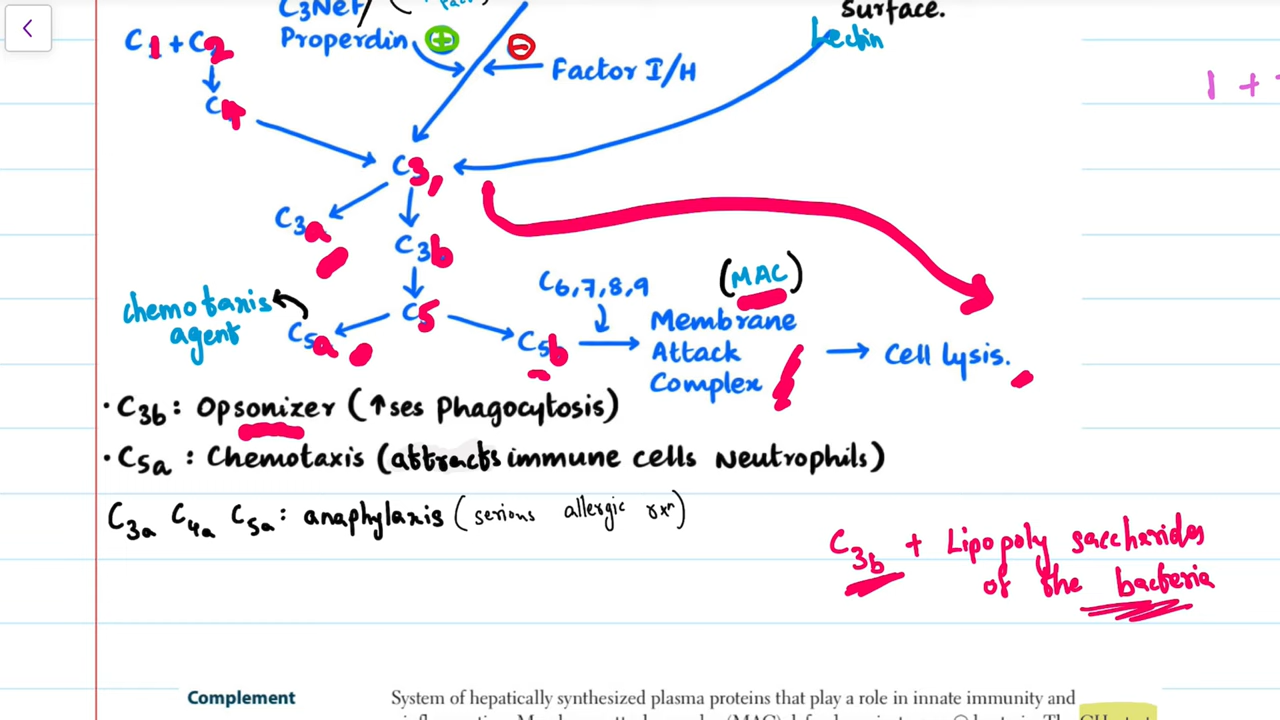 C3NeF/
Surface.
C1 + C2
Properdin +
−
Lectin
Factor I/H
C4
1 +
C3,
C3a
C3b
C6,7,8,9
(MAC)
chemotaxis
agent
C5
C5a
C5b
Membrane
Attack
Complex
Cell lysis.
• C3b : Opsonizer (↑ses Phagocytosis)
• C5a : Chemotaxis (attracts immune cells Neutrophils)
C3a C4a C5a : anaphylaxis (serious allergic rxn)
C3b + Lipopoly saccharides
of the bacteria
Complement
System of hepatically synthesized plasma proteins that play a role in innate immunity and